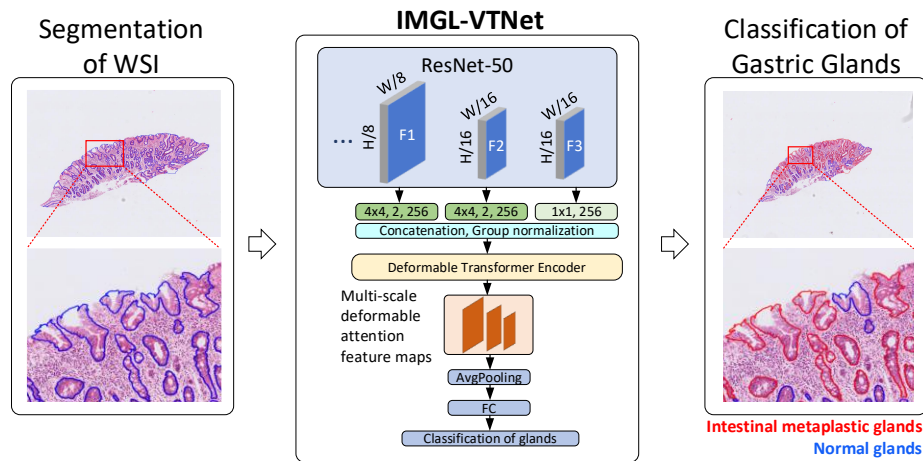 Segmentation
of WSI
IMGL-VTNet
ResNet-50
W/8
H/8
F1
...
W/16
H/16
F2
W/16
H/16
F3
4x4, 2, 256
4x4, 2, 256
1x1, 256
Concatenation, Group normalization
Deformable Transformer Encoder
Multi-scale
deformable
attention
feature maps
AvgPooling
FC
Classification of glands
Classification of
Gastric Glands
Intestinal metaplastic glands
Normal glands